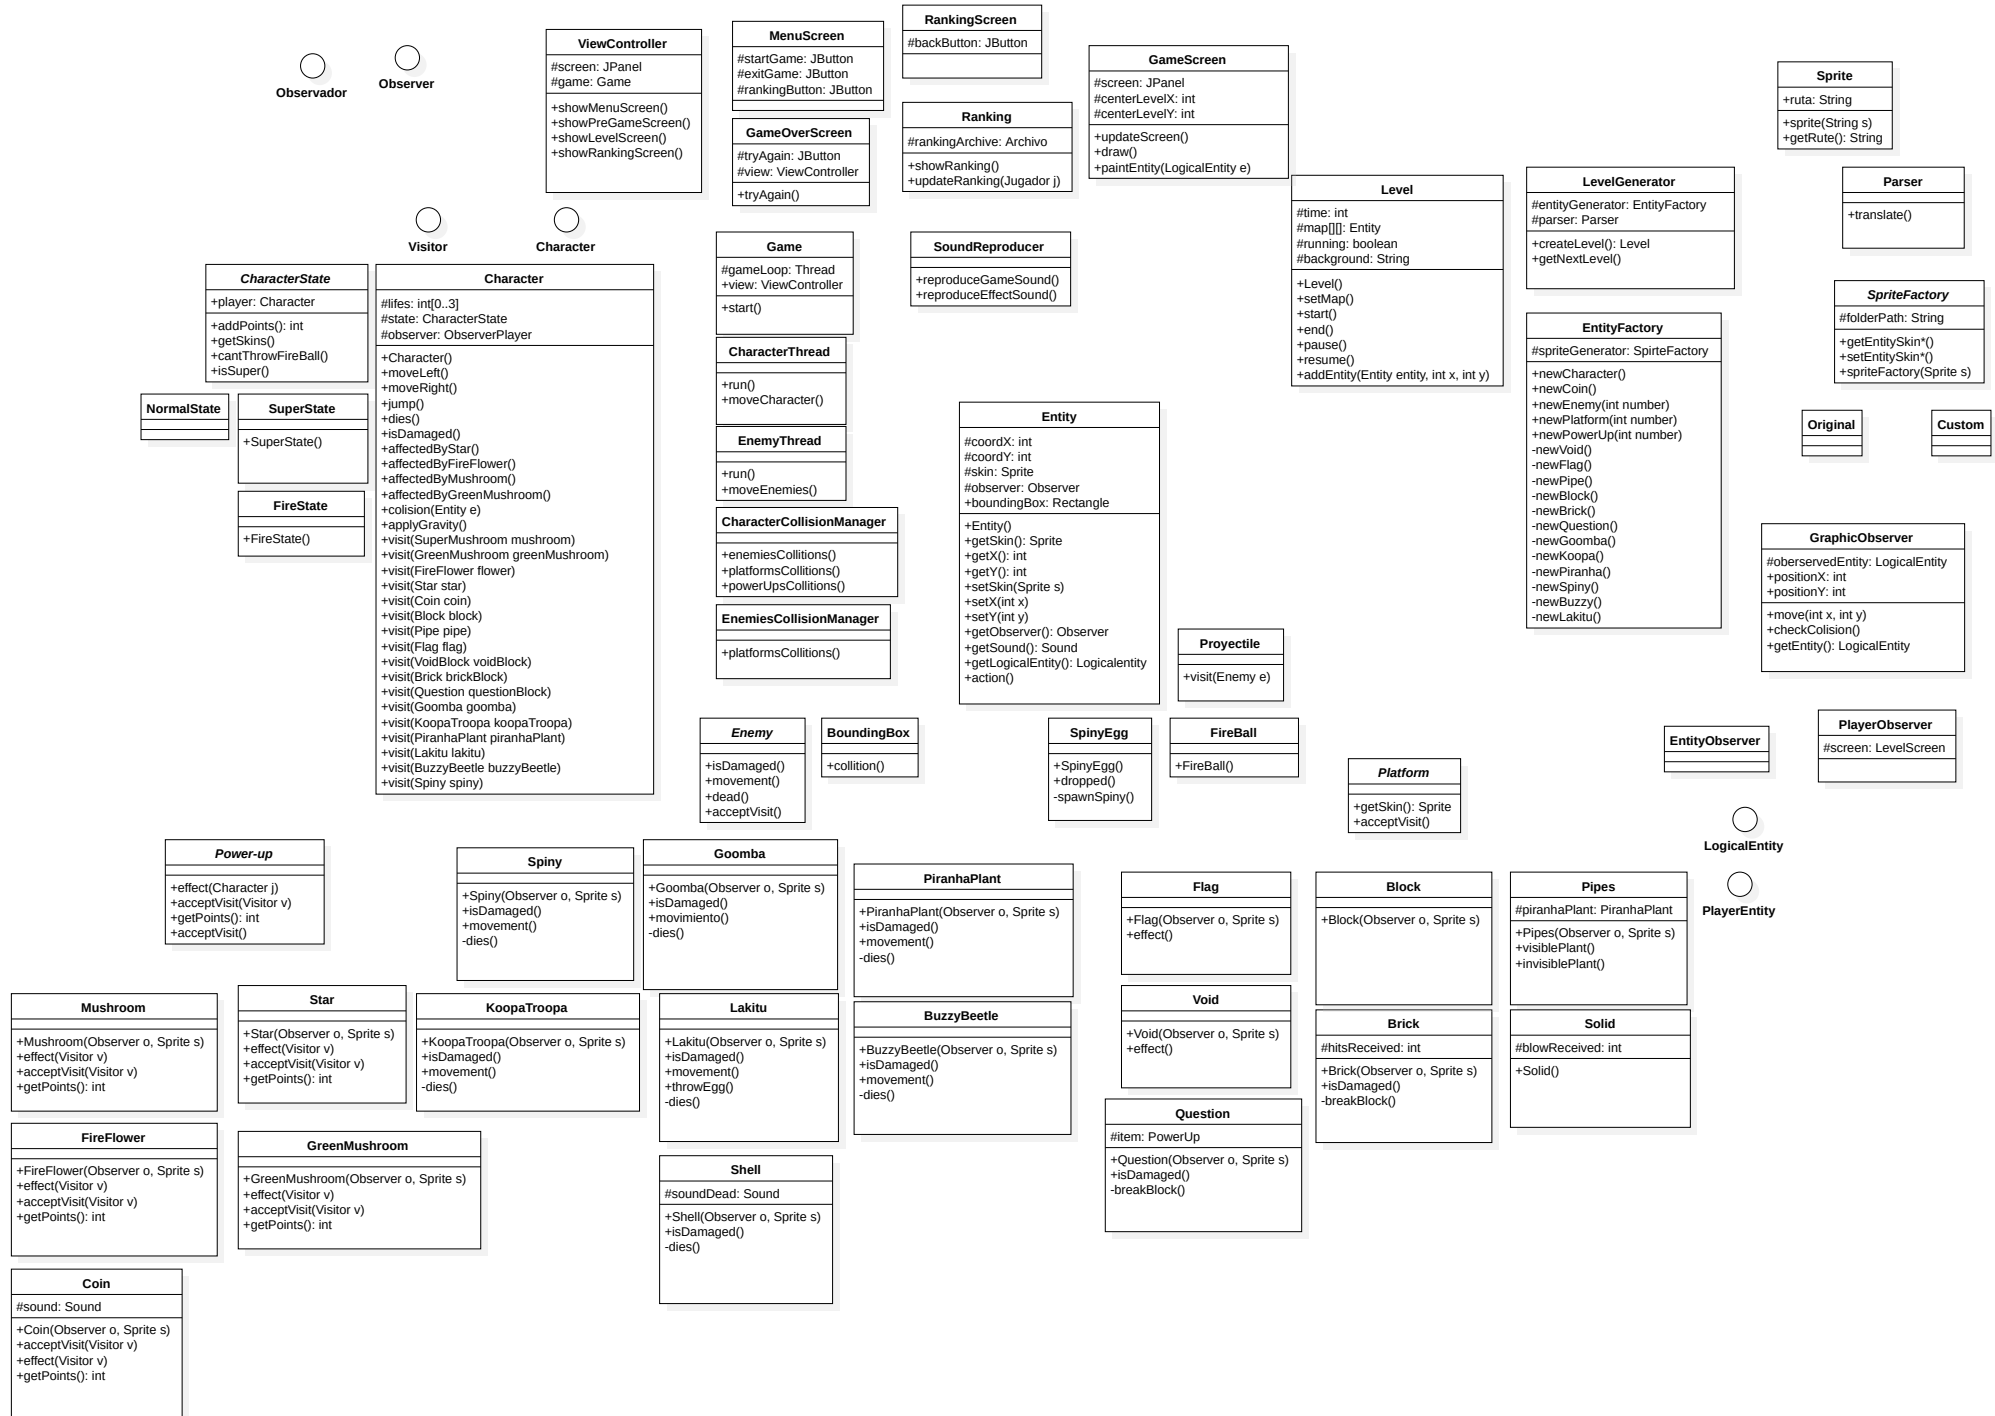 Observador
Observer
ViewController
#screen: JPanel
#game: Game
+showMenuScreen()
+showPreGameScreen()
+showLevelScreen()
+showRankingScreen()
MenuScreen
#startGame: JButton
#exitGame: JButton
#rankingButton: JButton
GameOverScreen
#tryAgain: JButton
#view: ViewController
+tryAgain()
RankingScreen
#backButton: JButton
Ranking
#rankingArchive: Archivo
+showRanking()
+updateRanking(Jugador j)
GameScreen
#screen: JPanel
#centerLevelX: int
#centerLevelY: int
+updateScreen()
+draw()
+paintEntity(LogicalEntity e)
Level
#time: int
#map[][]: Entity
#running: boolean
#background: String
+Level()
+setMap()
+start()
+end()
+pause()
+resume()
+addEntity(Entity entity, int x, int y)
LevelGenerator
#entityGenerator: EntityFactory
#parser: Parser
+createLevel(): Level
+getNextLevel()
Sprite
+ruta: String
+sprite(String s)
+getRute(): String
Parser
+translate()
SpriteFactory
#folderPath: String
+getEntitySkin*()
+setEntitySkin*()
+spriteFactory(Sprite s)
Original
Custom
EntityFactory
#spriteGenerator: SpirteFactory
+newCharacter()
+newCoin()
+newEnemy(int number)
+newPlatform(int number)
+newPowerUp(int number)
-newVoid()
-newFlag()
-newPipe()
-newBlock()
-newBrick()
-newQuestion()
-newGoomba()
-newKoopa()
-newPiranha()
-newSpiny()
-newBuzzy()
-newLakitu()
Visitor
Character
CharacterState
+player: Character
+addPoints(): int
+getSkins()
+cantThrowFireBall()
+isSuper()
NormalState
SuperState
+SuperState()
FireState
+FireState()
Character
#lifes: int[0..3]
#state: CharacterState
#observer: ObserverPlayer
+Character()
+moveLeft()
+moveRight()
+jump()
+dies()
+isDamaged()
+affectedByStar()
+affectedByFireFlower()
+affectedByMushroom()
+affectedByGreenMushroom()
+colision(Entity e)
+applyGravity()
+visit(SuperMushroom mushroom)
+visit(GreenMushroom greenMushroom)
+visit(FireFlower flower)
+visit(Star star)
+visit(Coin coin)
+visit(Block block)
+visit(Pipe pipe)
+visit(Flag flag)
+visit(VoidBlock voidBlock)
+visit(Brick brickBlock)
+visit(Question questionBlock)
+visit(Goomba goomba)
+visit(KoopaTroopa koopaTroopa)
+visit(PiranhaPlant piranhaPlant)
+visit(Lakitu lakitu)
+visit(BuzzyBeetle buzzyBeetle)
+visit(Spiny spiny)
Game
#gameLoop: Thread
+view: ViewController
+start()
SoundReproducer
+reproduceGameSound()
+reproduceEffectSound()
CharacterThread
+run()
+moveCharacter()
EnemyThread
+run()
+moveEnemies()
CharacterCollisionManager
+enemiesCollitions()
+platformsCollitions()
+powerUpsCollitions()
EnemiesCollisionManager
+platformsCollitions()
Entity
#coordX: int
#coordY: int
#skin: Sprite
#observer: Observer
+boundingBox: Rectangle
+Entity()
+getSkin(): Sprite
+getX(): int
+getY(): int
+setSkin(Sprite s)
+setX(int x)
+setY(int y)
+getObserver(): Observer
+getSound(): Sound
+getLogicalEntity(): Logicalentity
+action()
Proyectile
+visit(Enemy e)
GraphicObserver
#oberservedEntity: LogicalEntity
+positionX: int
+positionY: int
+move(int x, int y)
+checkColision()
+getEntity(): LogicalEntity
EntityObserver
PlayerObserver
#screen: LevelScreen
LogicalEntity
PlayerEntity
Enemy
+isDamaged()
+movement()
+dead()
+acceptVisit()
BoundingBox
+collition()
SpinyEgg
+SpinyEgg()
+dropped()
-spawnSpiny()
FireBall
+FireBall()
Platform
+getSkin(): Sprite
+acceptVisit()
Power-up
+effect(Character j)
+acceptVisit(Visitor v)
+getPoints(): int
+acceptVisit()
Spiny
+Spiny(Observer o, Sprite s)
+isDamaged()
+movement()
-dies()
Goomba
+Goomba(Observer o, Sprite s)
+isDamaged()
+movimiento()
-dies()
PiranhaPlant
+PiranhaPlant(Observer o, Sprite s)
+isDamaged()
+movement()
-dies()
Flag
+Flag(Observer o, Sprite s)
+effect()
Block
+Block(Observer o, Sprite s)
Pipes
#piranhaPlant: PiranhaPlant
+Pipes(Observer o, Sprite s)
+visiblePlant()
+invisiblePlant()
Mushroom
+Mushroom(Observer o, Sprite s)
+effect(Visitor v)
+acceptVisit(Visitor v)
+getPoints(): int
Star
+Star(Observer o, Sprite s)
+effect(Visitor v)
+acceptVisit(Visitor v)
+getPoints(): int
KoopaTroopa
+KoopaTroopa(Observer o, Sprite s)
+isDamaged()
+movement()
-dies()
Lakitu
+Lakitu(Observer o, Sprite s)
+isDamaged()
+movement()
+throwEgg()
-dies()
BuzzyBeetle
+BuzzyBeetle(Observer o, Sprite s)
+isDamaged()
+movement()
-dies()
Void
+Void(Observer o, Sprite s)
+effect()
Brick
#hitsReceived: int
+Brick(Observer o, Sprite s)
+isDamaged()
-breakBlock()
Solid
#blowReceived: int
+Solid()
FireFlower
+FireFlower(Observer o, Sprite s)
+effect(Visitor v)
+acceptVisit(Visitor v)
+getPoints(): int
GreenMushroom
+GreenMushroom(Observer o, Sprite s)
+effect(Visitor v)
+acceptVisit(Visitor v)
+getPoints(): int
Shell
#soundDead: Sound
+Shell(Observer o, Sprite s)
+isDamaged()
-dies()
Question
#item: PowerUp
+Question(Observer o, Sprite s)
+isDamaged()
-breakBlock()
Coin
#sound: Sound
+Coin(Observer o, Sprite s)
+acceptVisit(Visitor v)
+effect(Visitor v)
+getPoints(): int